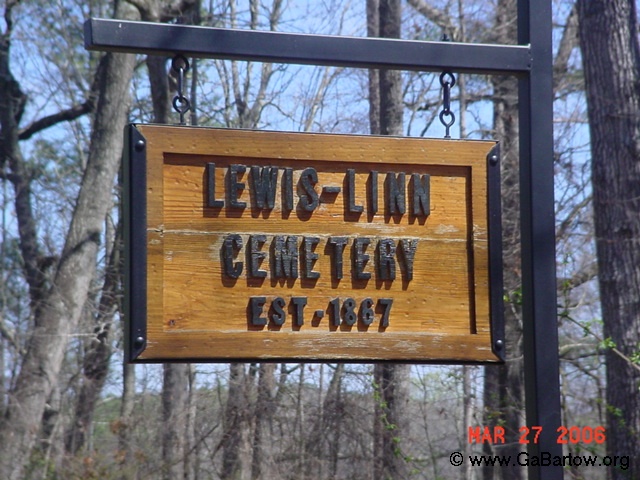 LEWIS-LINN
CEMETERY
EST-1867
MAR 27 2006
© www.GaBartow.org